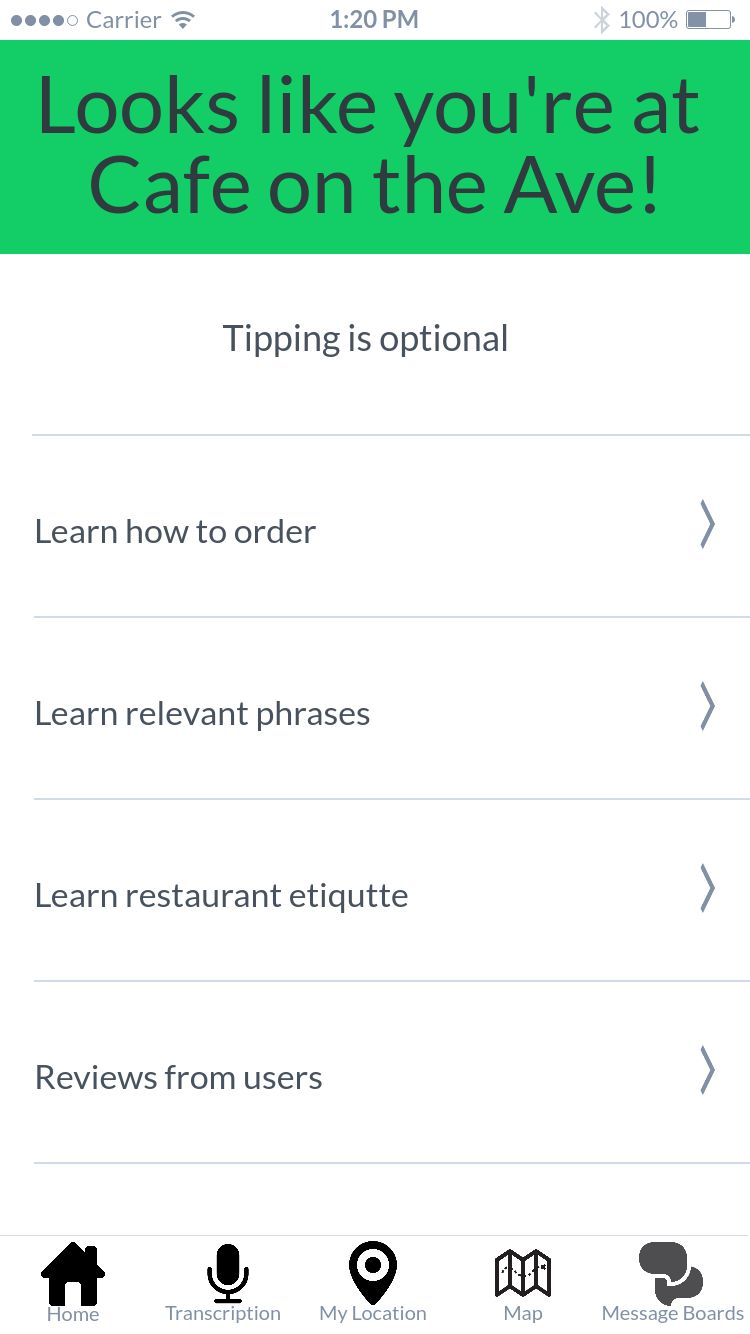 Carrier 1:20 PM 100%
Looks like you're at
Cafe on the Ave!
Tipping is optional
Learn how to order
Learn relevant phrases
Learn restaurant etiqutte
Reviews from users
Home Transcription My Location Map Message Boards